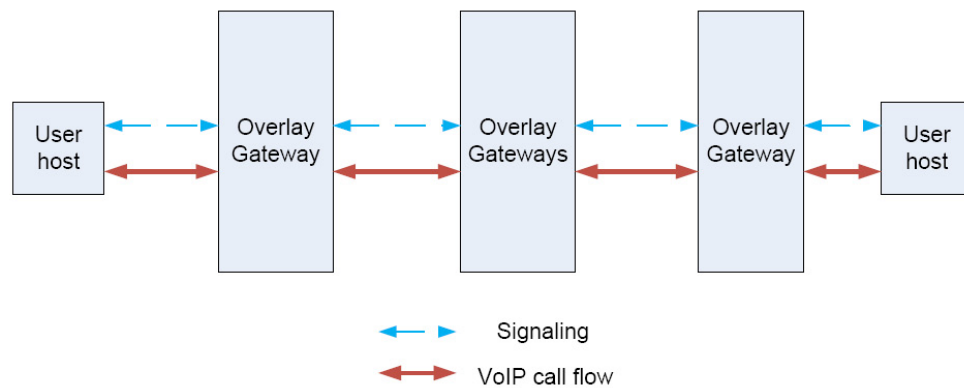 User
host
Overlay
Gateway
Overlay
Gateways
Overlay
Gateway
User
host
Signaling
VoIP call flow